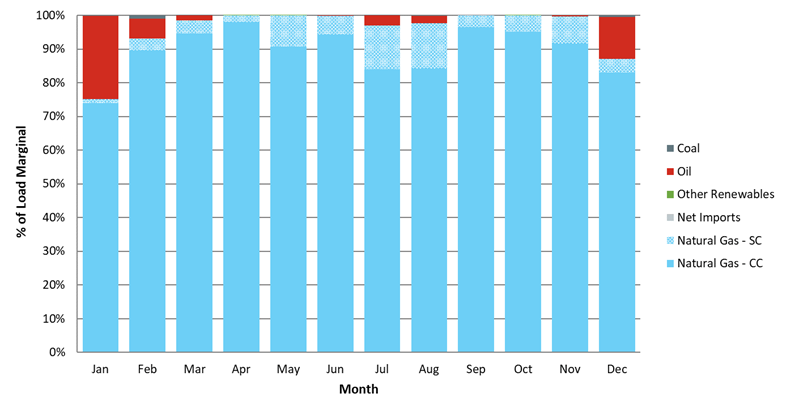 100%
90%
80%
70%
60%
50%
40%
30%
20%
10%
0%
% of Load Marginal
Jan Feb Mar Apr May Jun Jul Aug Sep Oct Nov Dec
Month
Coal
Oil
Other Renewables
Net Imports
Natural Gas - SC
Natural Gas - CC